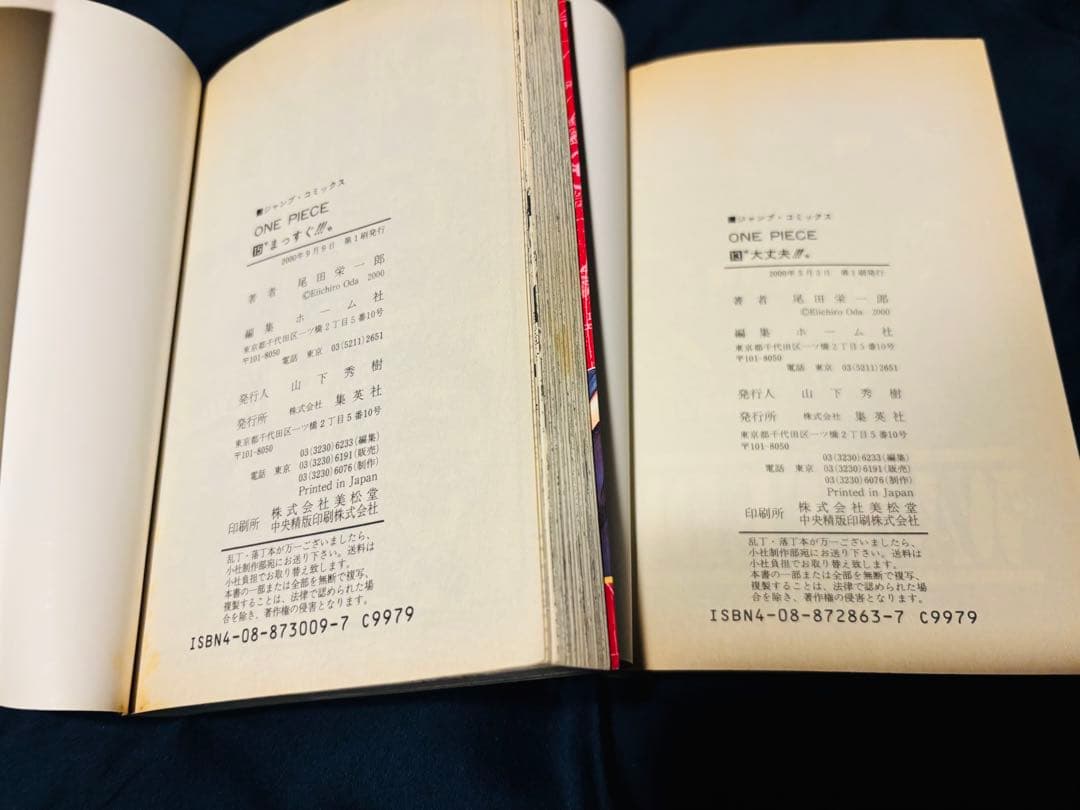 ■ジャンプ・コミックス
ONE PIECE
15 "まっすぐ!!!"
2000年9月9日 第1刷発行
著者 尾田栄一郎
©Eiichiro Oda 2000
編集 ホーム社
東京都千代田区一ツ橋2丁目5番10号
〒101-8050
電話 東京 03(5211)2651
発行人 山下秀樹
発行所 株式会社 集英社
東京都千代田区一ツ橋2丁目5番10号
〒101-8050
03(3230)6233(編集)
電話 東京 03(3230)6191(販売)
03(3230)6076(制作)
Printed in Japan
印刷所 株式会社美松堂
中央精版印刷株式会社
乱丁・落丁本が万一ございましたら、
小社制作部宛にお送り下さい。送料は
小社負担でお取り替え致します。
本書の一部または全部を無断で複写、
複製することは、法律で認められた場
合を除き、著作権の侵害となります。
ISBN4-08-873009-7 C9979
■ジャンプ・コミックス
ONE PIECE
13 "大丈夫!!!"
2000年5月3日 第1刷発行
著者 尾田栄一郎
©Eiichiro Oda 2000
編集 ホーム社
東京都千代田区一ツ橋2丁目5番10号
〒101-8050
電話 東京 03(5211)2651
発行人 山下秀樹
発行所 株式会社 集英社
東京都千代田区一ツ橋2丁目5番10号
〒101-8050
03(3230)6233(編集)
電話 東京 03(3230)6191(販売)
03(3230)6076(制作)
Printed in Japan
印刷所 株式会社美松堂
中央精版印刷株式会社
乱丁・落丁本が万一ございましたら、
小社制作部宛にお送り下さい。送料は
小社負担でお取り替え致します。
本書の一部または全部を無断で複写、
複製することは、法律で認められた場
合を除き、著作権の侵害となります。
ISBN4-08-872863-7 C9979